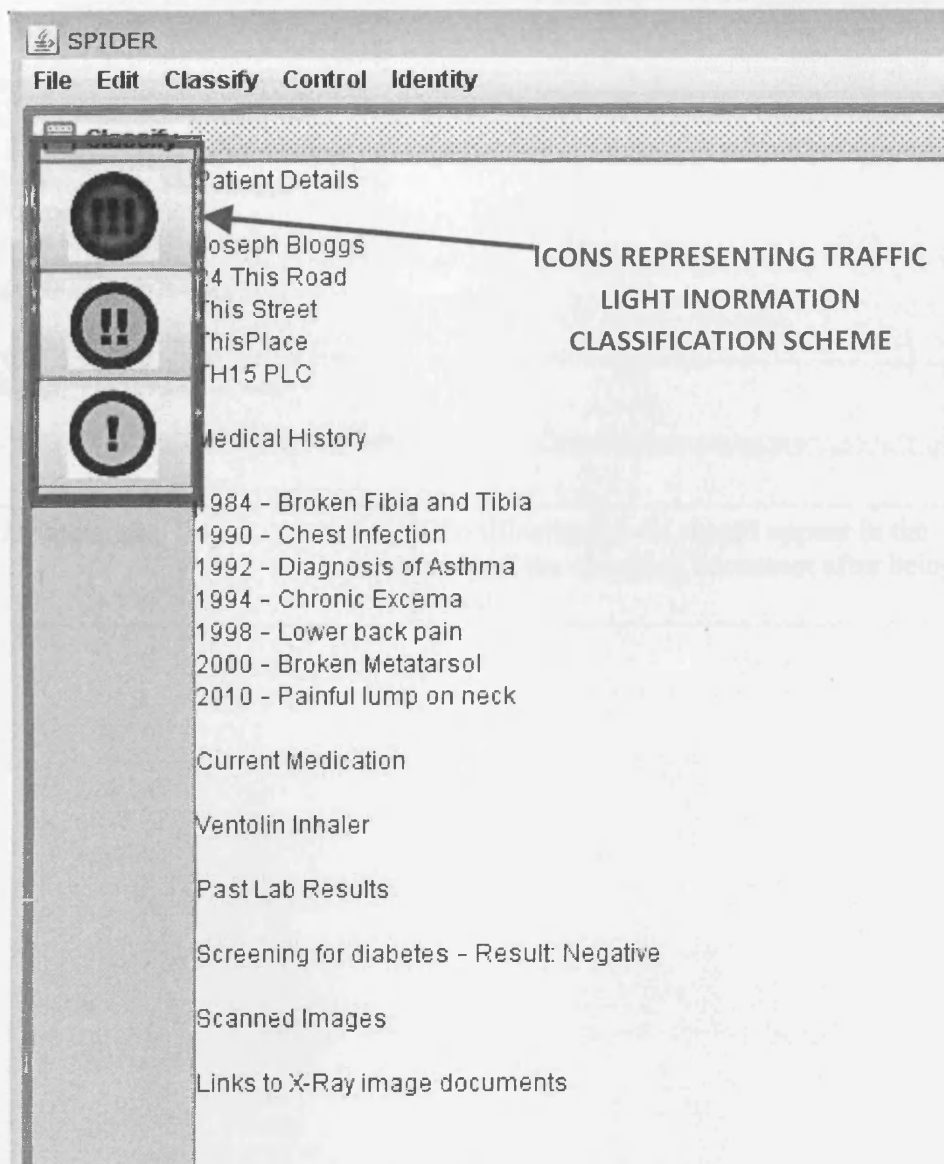 SPIDER
File Edit Classify Control Identity
Classify
Patient Details
Joseph Bloggs
24 This Road
This Street
ThisPlace
TH15 PLC
ICONS REPRESENTING TRAFFIC
LIGHT INORMATION
CLASSIFICATION SCHEME
!!!
!!
!
Medical History
1984 - Broken Fibia and Tibia
1990 - Chest Infection
1992 - Diagnosis of Asthma
1994 - Chronic Excema
1998 - Lower back pain
2000 - Broken Metatarsol
2010 - Painful lump on neck
Current Medication
Ventolin Inhaler
Past Lab Results
Screening for diabetes - Result: Negative
Scanned Images
Links to X-Ray image documents